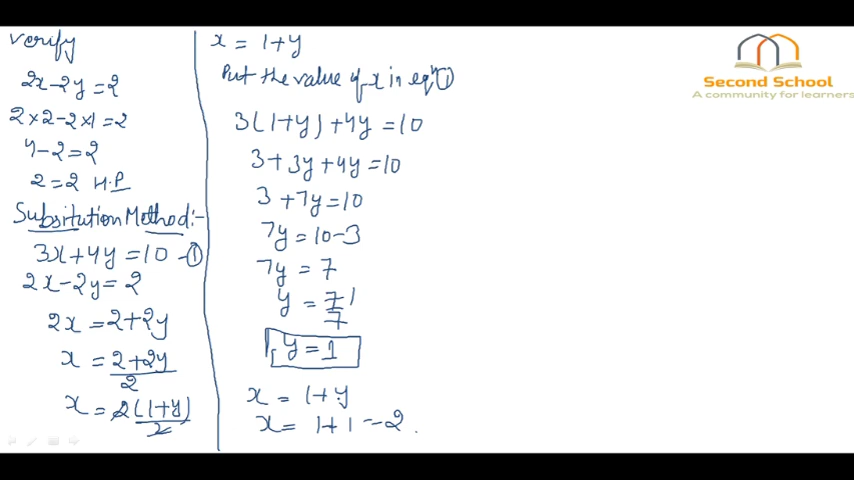 verify
2x-2y=2
2×2-2×1=2
4-2=2
2=2 H.P
Subsitution Method:-
3x+4y=10-①
2x-2y=2
2x=2+2y
x=2+2y/2
x=2(1+y)/2
x=1+y
Put the value of x in eqⁿ①
3(1+y)+4y=10
3+3y+4y=10
3+7y=10
7y=10-3
7y=7
y=7/7 1
y=1
x=1+y
x=1+1=2.
Second School
A community for learners